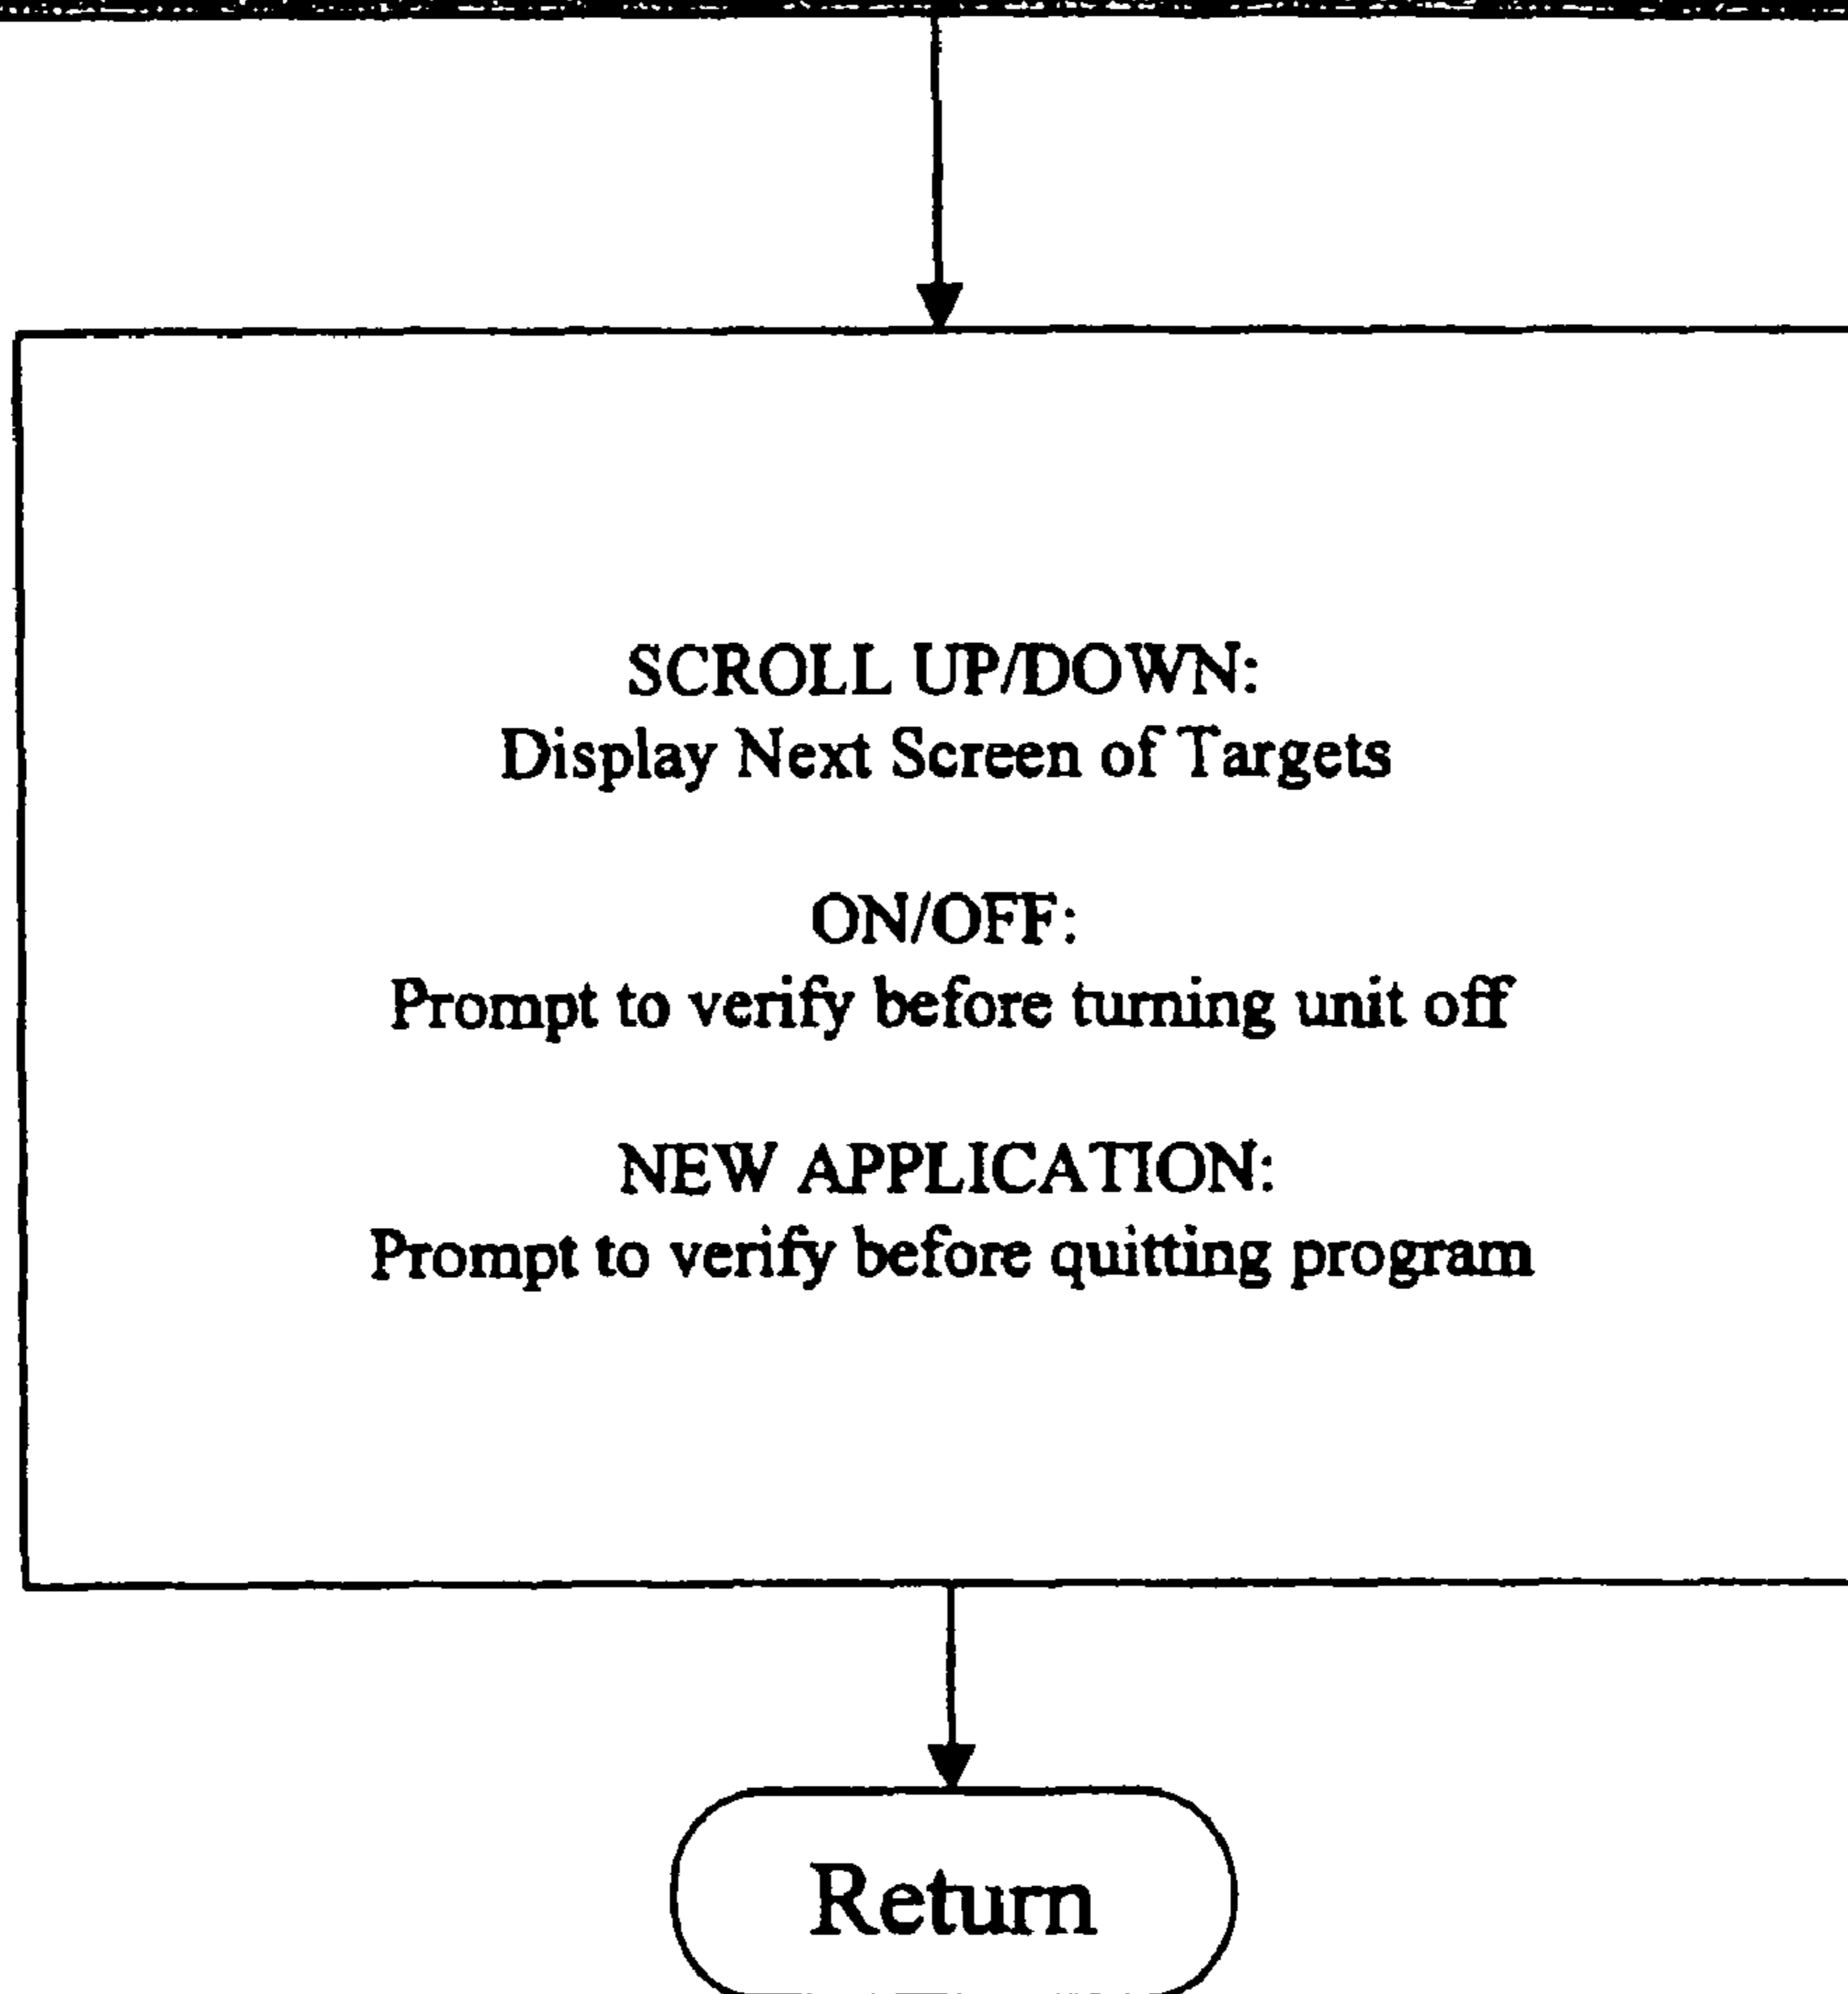 SCROLL UP/DOWN:
Display Next Screen of Targets
ON/OFF:
Prompt to verify before turning unit off
NEW APPLICATION:
Prompt to verify before quitting program
Return